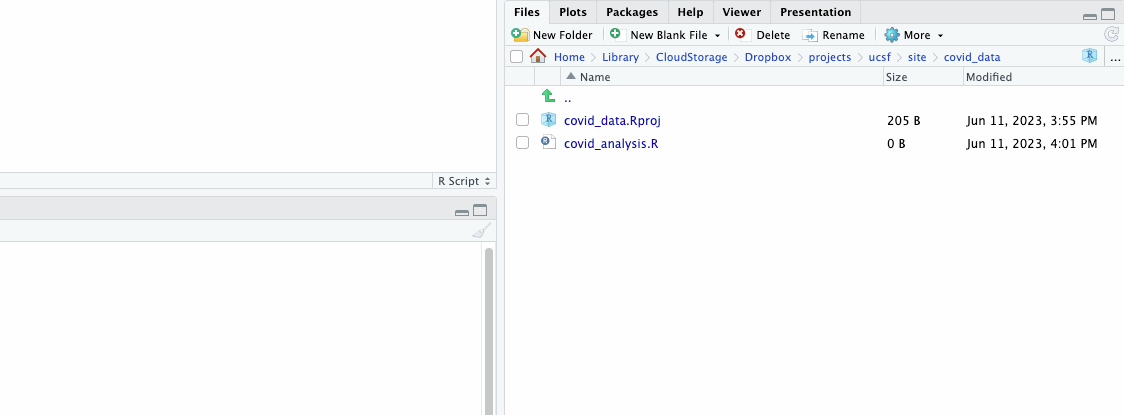 Files Plots Packages Help Viewer Presentation
New Folder New Blank File Delete Rename More
Home Library CloudStorage Dropbox projects ucsf site covid_data R ...
Name Size Modified
..
R covid_data.Rproj 205 B Jun 11, 2023, 3:55 PM
R covid_analysis.R 0 B Jun 11, 2023, 4:01 PM
R Script